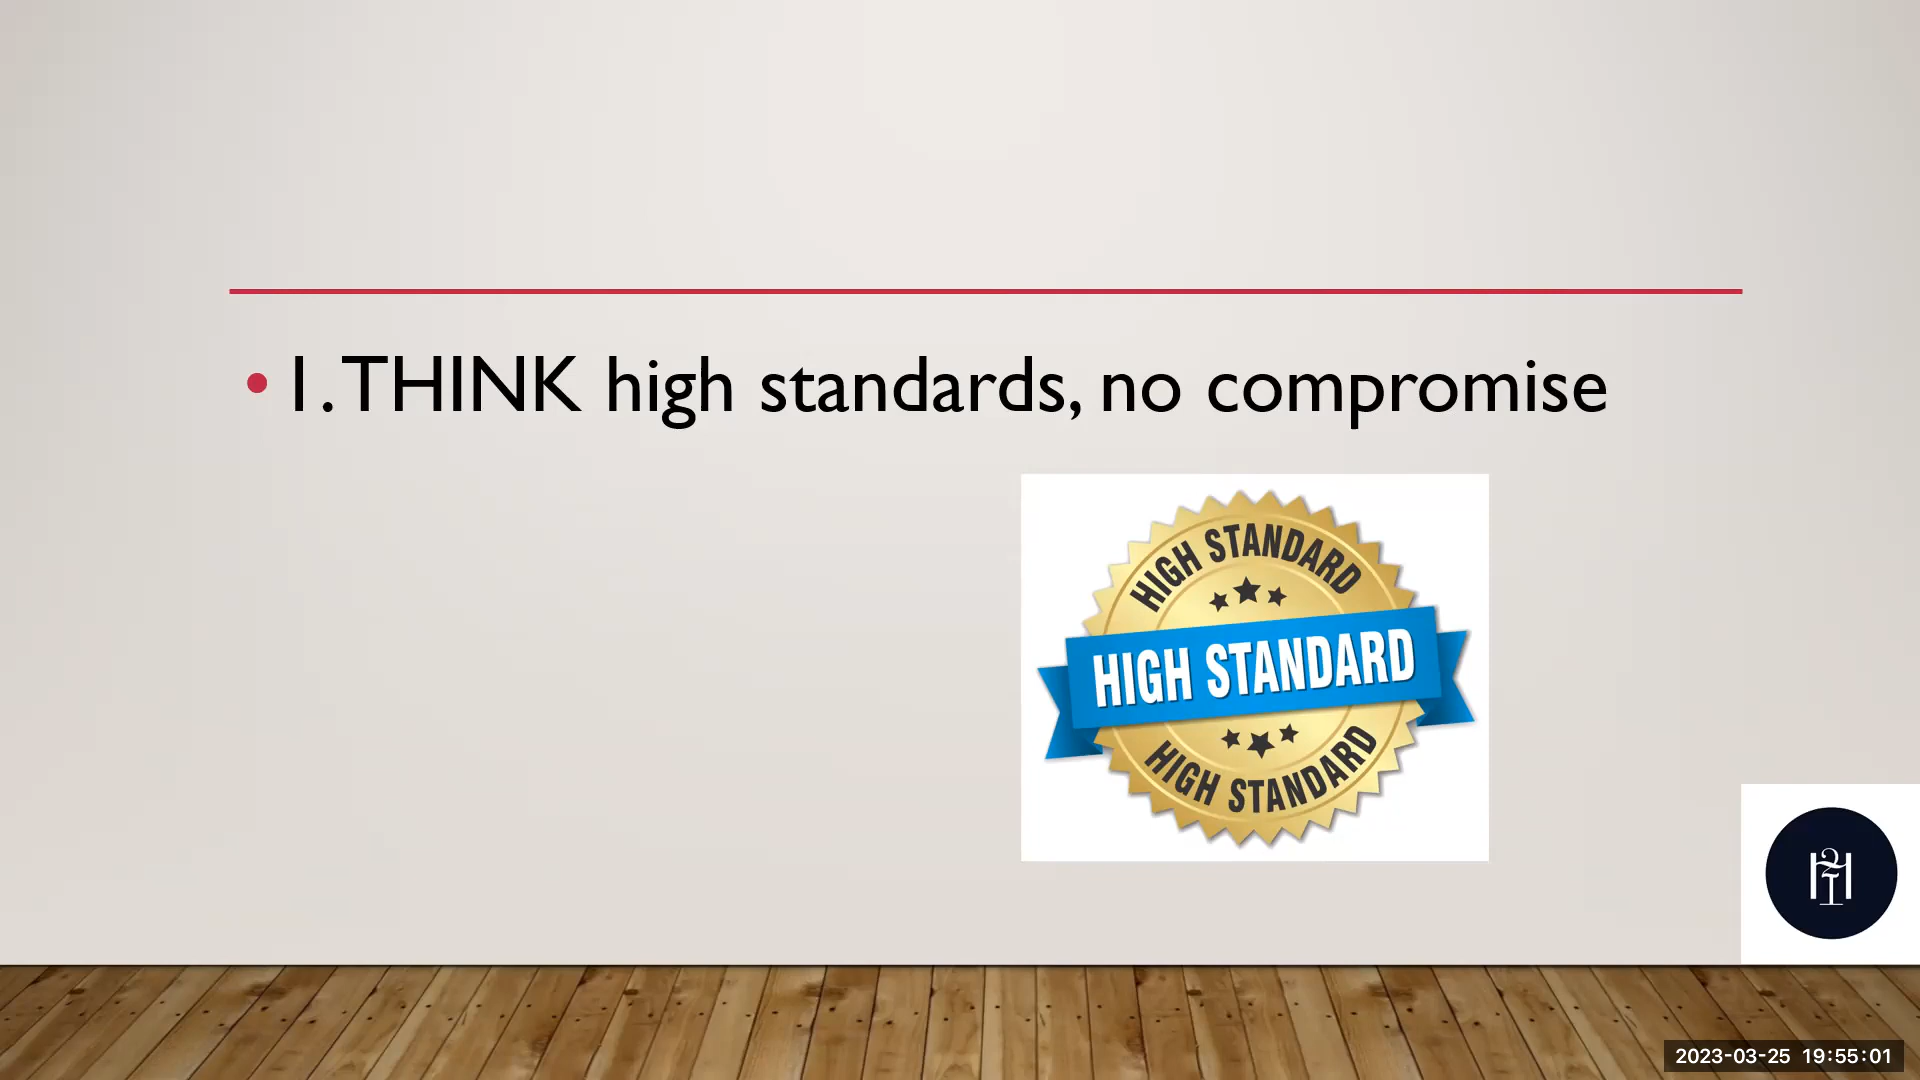 • 1. THINK high standards, no compromise
HIGH STANDARD
HIGH STANDARD
HIGH STANDARD
2023-03-25 19:55:01